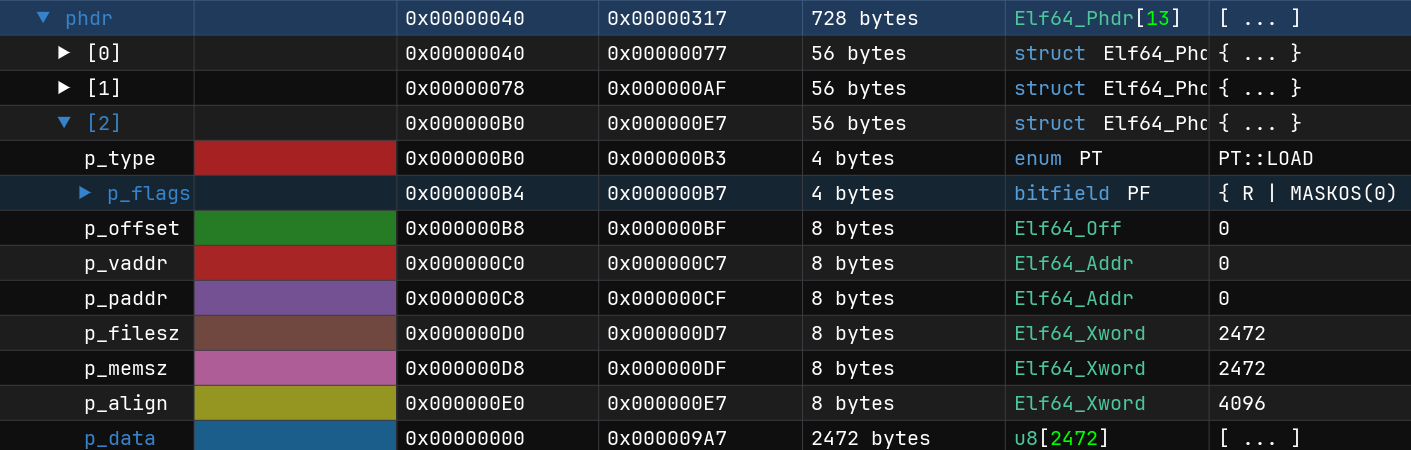 phdr 0x00000040 0x00000317 728 bytes Elf64_Phdr[13] [ ... ]
[0] 0x00000040 0x00000077 56 bytes struct Elf64_Phd { ... }
[1] 0x00000078 0x000000AF 56 bytes struct Elf64_Phd { ... }
[2] 0x000000B0 0x000000E7 56 bytes struct Elf64_Phd { ... }
p_type 0x000000B0 0x000000B3 4 bytes enum PT PT::LOAD
p_flags 0x000000B4 0x000000B7 4 bytes bitfield PF { R | MASKOS(0)
p_offset 0x000000B8 0x000000BF 8 bytes Elf64_Off 0
p_vaddr 0x000000C0 0x000000C7 8 bytes Elf64_Addr 0
p_paddr 0x000000C8 0x000000CF 8 bytes Elf64_Addr 0
p_filesz 0x000000D0 0x000000D7 8 bytes Elf64_Xword 2472
p_memsz 0x000000D8 0x000000DF 8 bytes Elf64_Xword 2472
p_align 0x000000E0 0x000000E7 8 bytes Elf64_Xword 4096
p_data 0x00000000 0x000009A7 2472 bytes u8[2472] [ ... ]